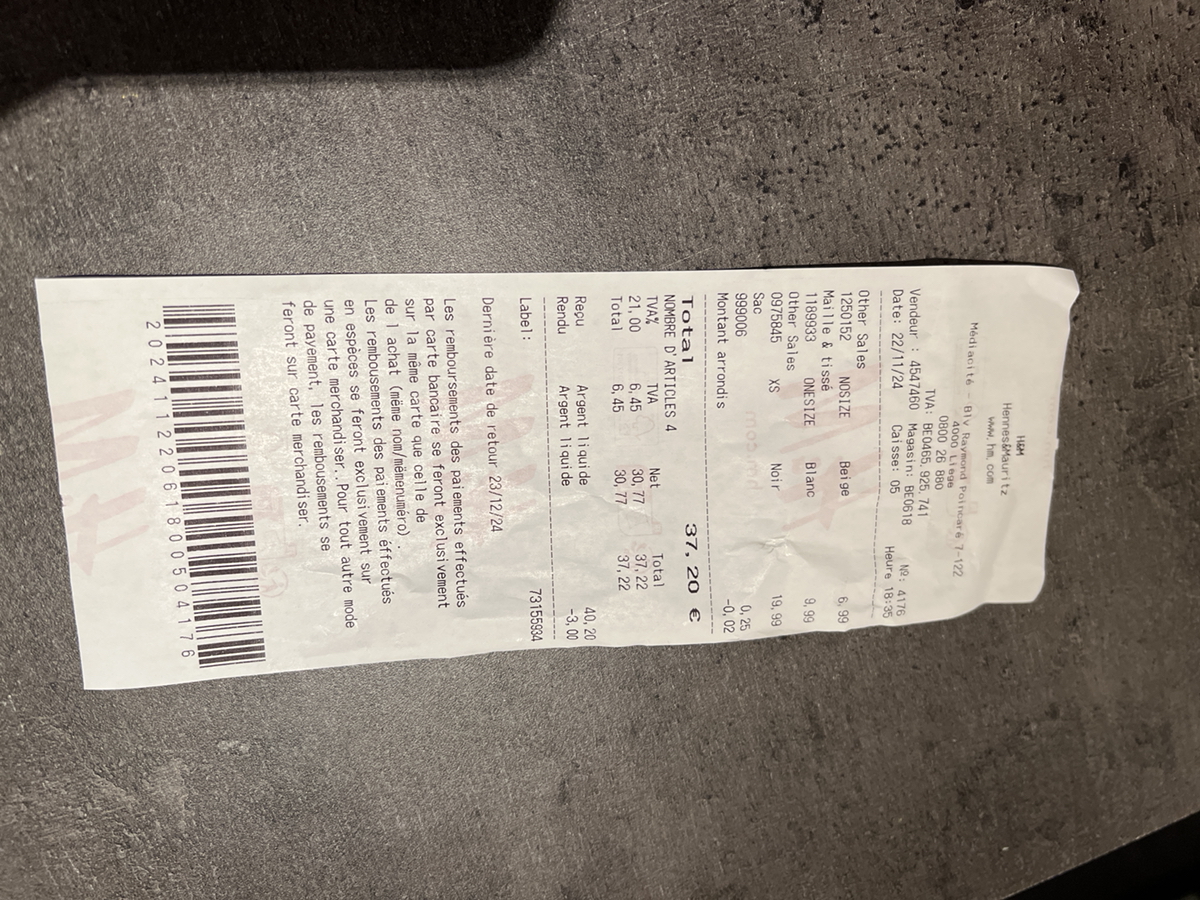 H&M
Hennes&Mauritz
www.hm.com
Médiacité - Blv Raymond Poincaré 7-122
4000 Liège
0800 26 880
TVA: BE0465.925.741
Vendeur : 4547460 Magasin: BE0618 Nº: 4176
Date: 22/11/24 Caisse: 05 Heure 18:35
Other Sales
1250152 NOSIZE Beige 6,99
Maille & tissé
1189933 ONESIZE Blanc 9,99
Other Sales
0975845 XS Noir 19,99
Sac
999006 0,25
Montant arrondis -0,02
Total 37,20 €
NOMBRE D'ARTICLES 4
TVA% TVA Net Total
21,00 6,45 30,77 37,22
Total 6,45 30,77 37,22
Reçu Argent liquide 40,20
Rendu Argent liquide -3,00
Label: 73155934
Dernière date de retour 23/12/24
Les remboursements des paiements effectués
par carte bancaire se feront exclusivement
sur la même carte que celle de
de l achat (même nom/mêmenuméro) .
Les rembousements des paiements éffectués
en espèces se feront exclusivement sur
une carte merchandiser. Pour tout autre mode
de payement, les rembousements se
feront sur carte merchandiser.
20241122061800504176